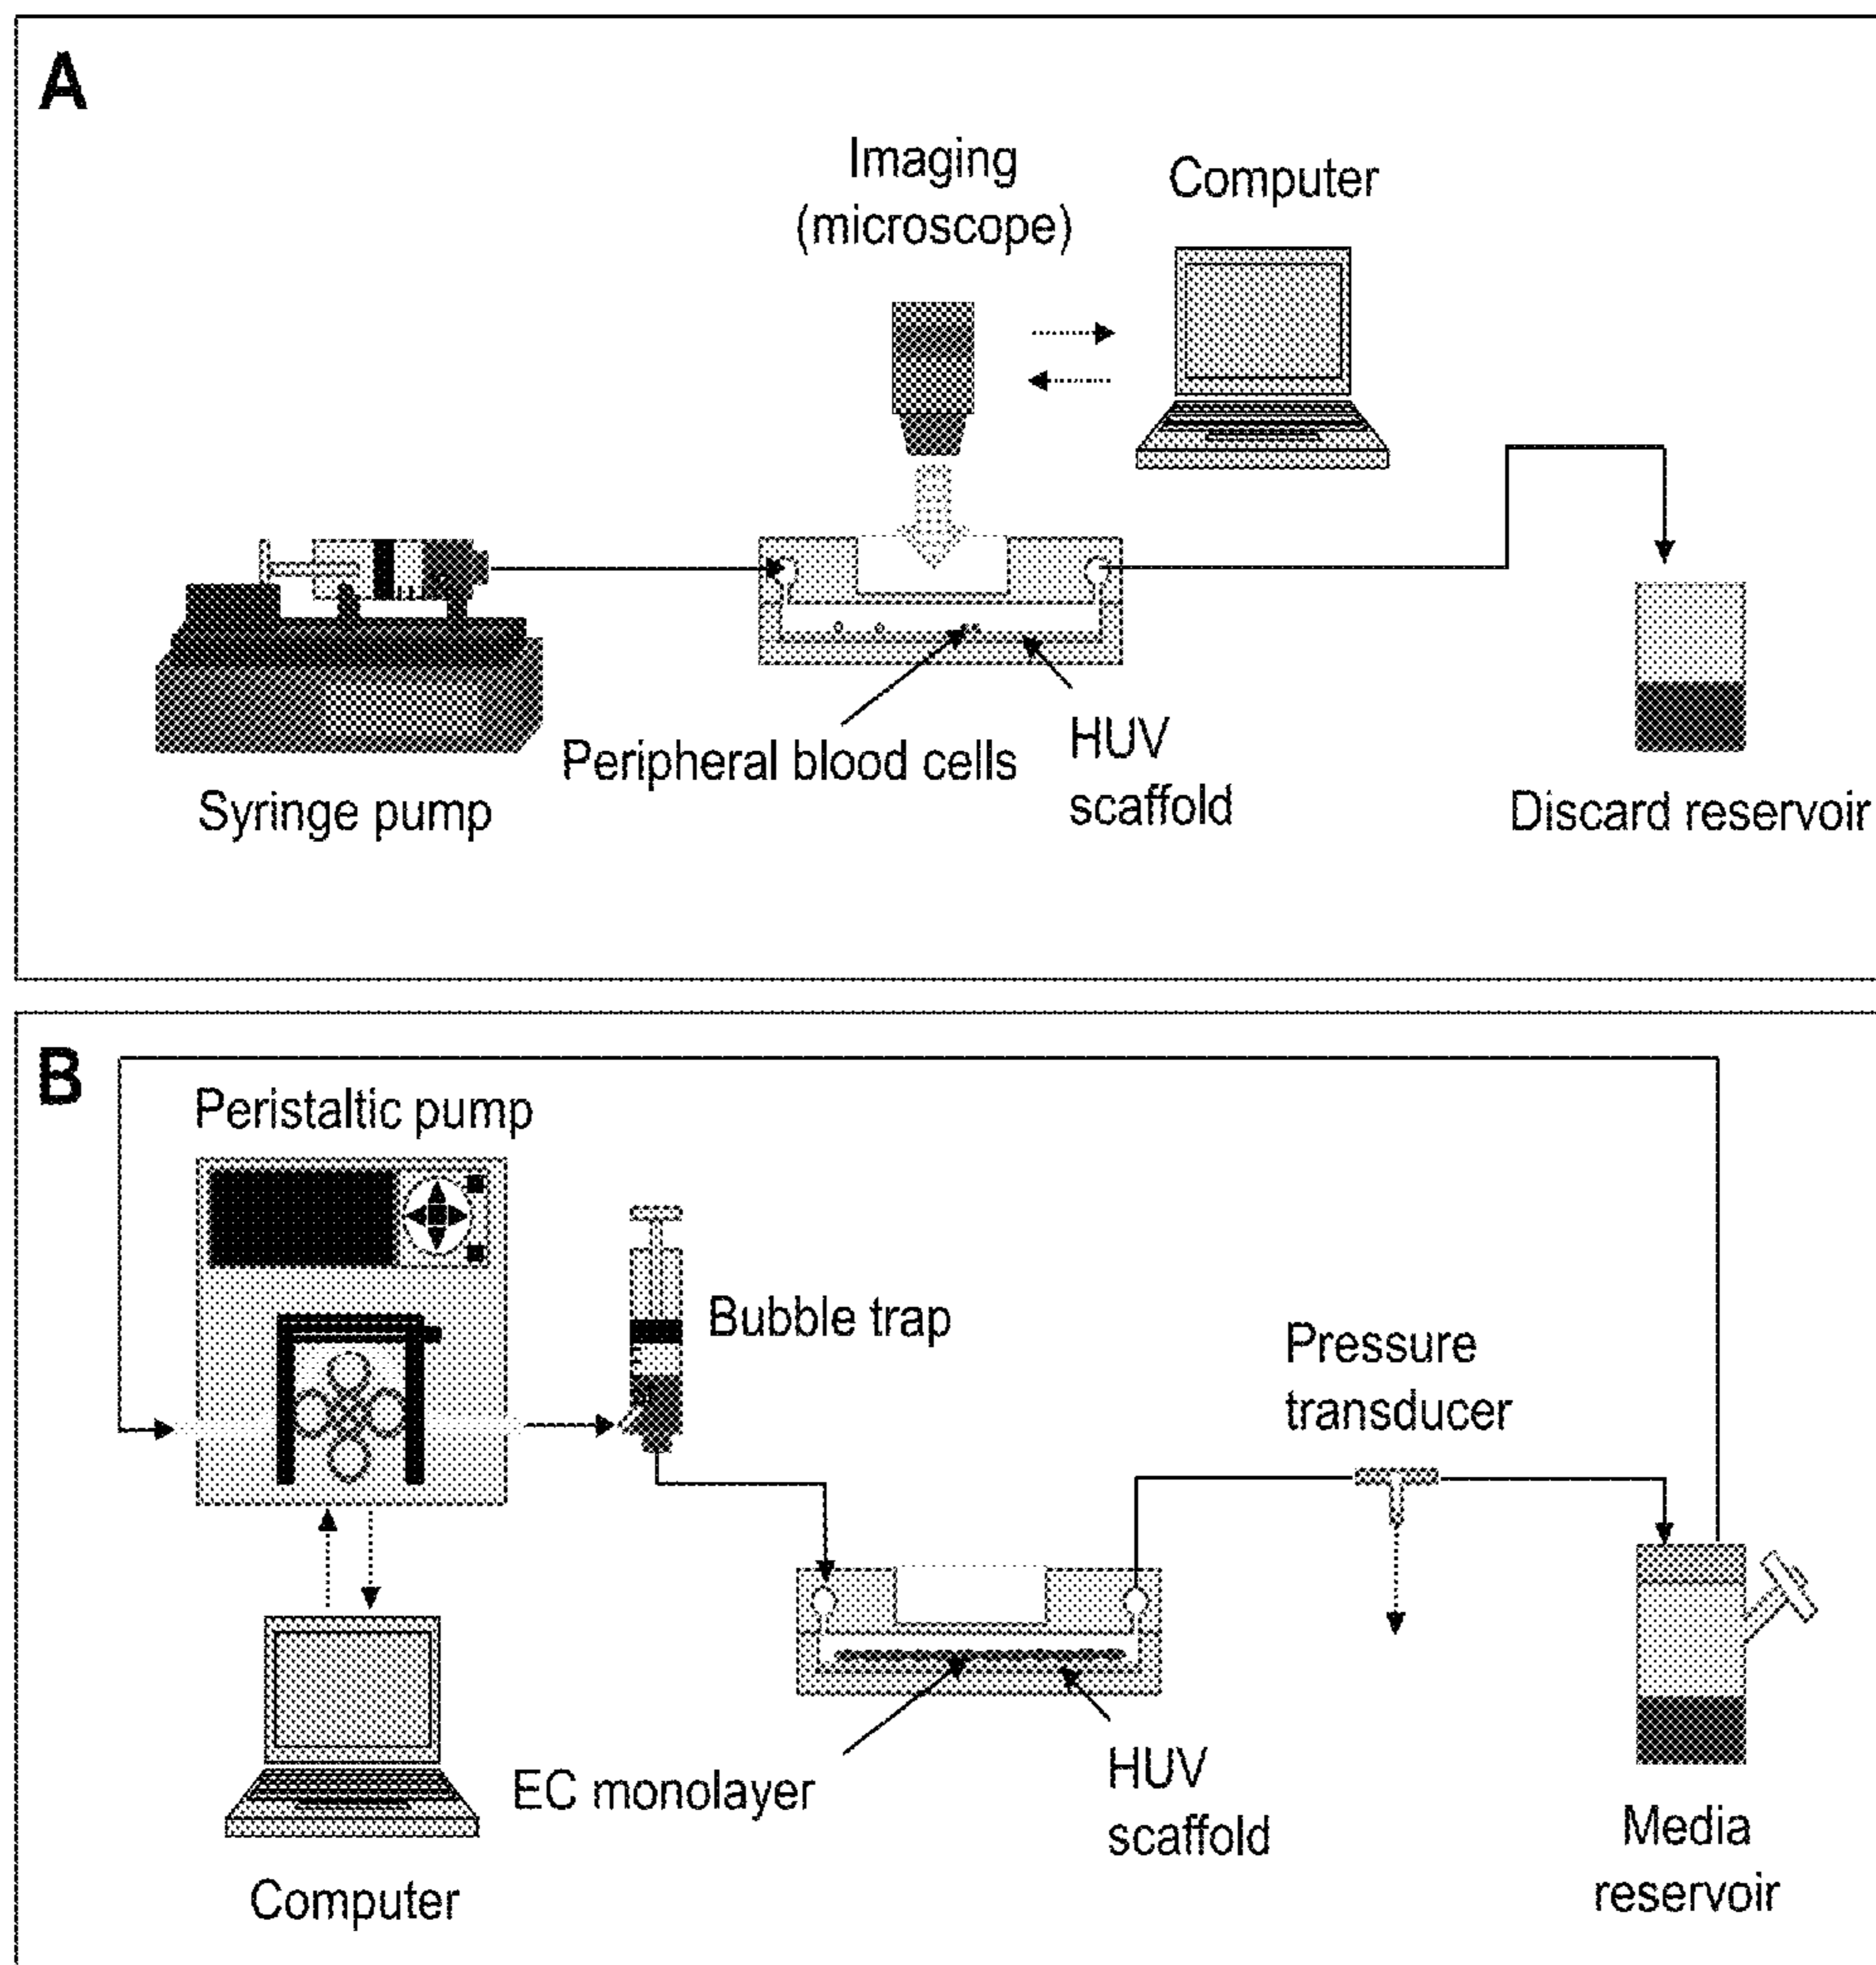 A
Imaging
(microscope)
Computer
Peripheral blood cells
HUV
scaffold
Syringe pump
Discard reservoir
B
Peristaltic pump
Bubble trap
Pressure
transducer
EC monolayer
HUV
scaffold
Computer
Media
reservoir